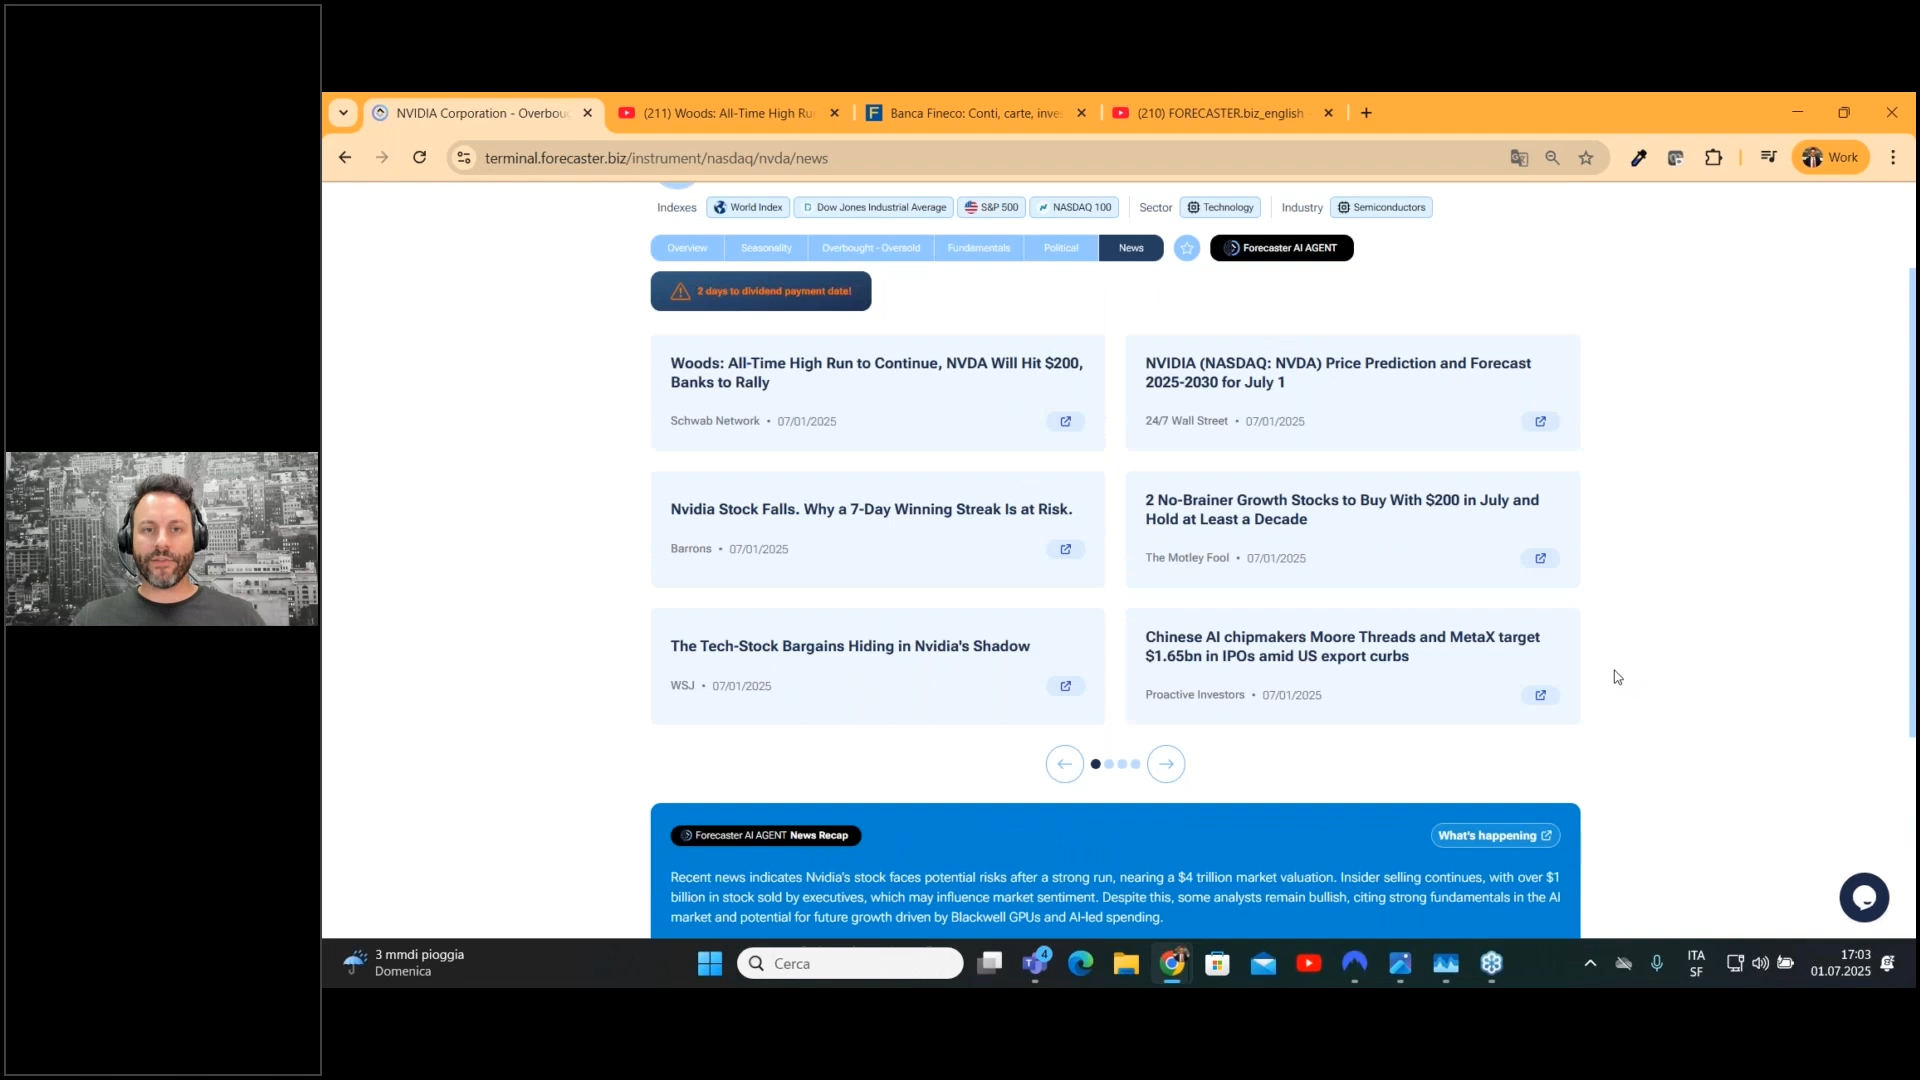 NVIDIA Corporation - Overboug
(211) Woods: All-Time High Ru
Banca Fineco: Conti, carte, inve
(210) FORECASTER.biz_english
terminal.forecaster.biz/instrument/nasdaq/nvda/news
Work
Indexes World Index Dow Jones Industrial Average S&P 500 NASDAQ 100 Sector Technology Industry Semiconductors
Overview Seasonality Overbought - Oversold Fundamentals Political News Forecaster AI AGENT
2 days to dividend payment date!
Woods: All-Time High Run to Continue, NVDA Will Hit $200,
Banks to Rally
Schwab Network • 07/01/2025
NVIDIA (NASDAQ: NVDA) Price Prediction and Forecast
2025-2030 for July 1
24/7 Wall Street • 07/01/2025
Nvidia Stock Falls. Why a 7-Day Winning Streak Is at Risk.
Barrons • 07/01/2025
2 No-Brainer Growth Stocks to Buy With $200 in July and
Hold at Least a Decade
The Motley Fool • 07/01/2025
The Tech-Stock Bargains Hiding in Nvidia's Shadow
WSJ • 07/01/2025
Chinese AI chipmakers Moore Threads and MetaX target
$1.65bn in IPOs amid US export curbs
Proactive Investors • 07/01/2025
Forecaster AI AGENT News Recap
What's happening
Recent news indicates Nvidia's stock faces potential risks after a strong run, nearing a $4 trillion market valuation. Insider selling continues, with over $1
billion in stock sold by executives, which may influence market sentiment. Despite this, some analysts remain bullish, citing strong fundamentals in the AI
market and potential for future growth driven by Blackwell GPUs and AI-led spending.
3 mmdi pioggia
Domenica
Cerca
4
ITA
SF
17:03
01.07.2025